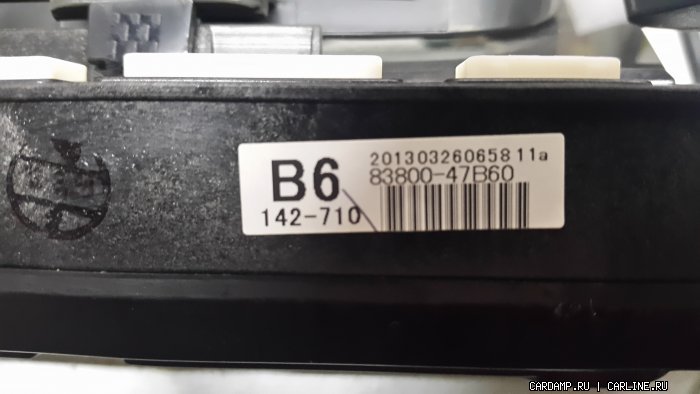 B6
20130326065811a
83800-47B60
142-710
CARDAMP.RU | CARLINE.RU